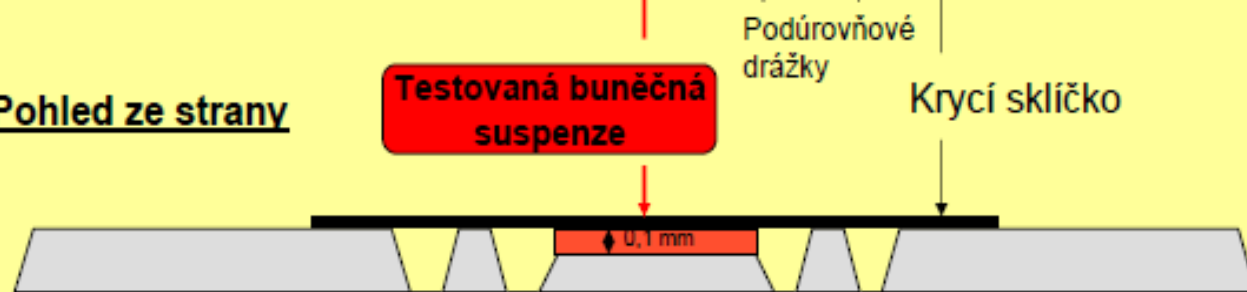 Podúrovňové
drážky
Pohled ze strany
Testovaná buněčná
suspenze
Krycí sklíčko
0,1 mm